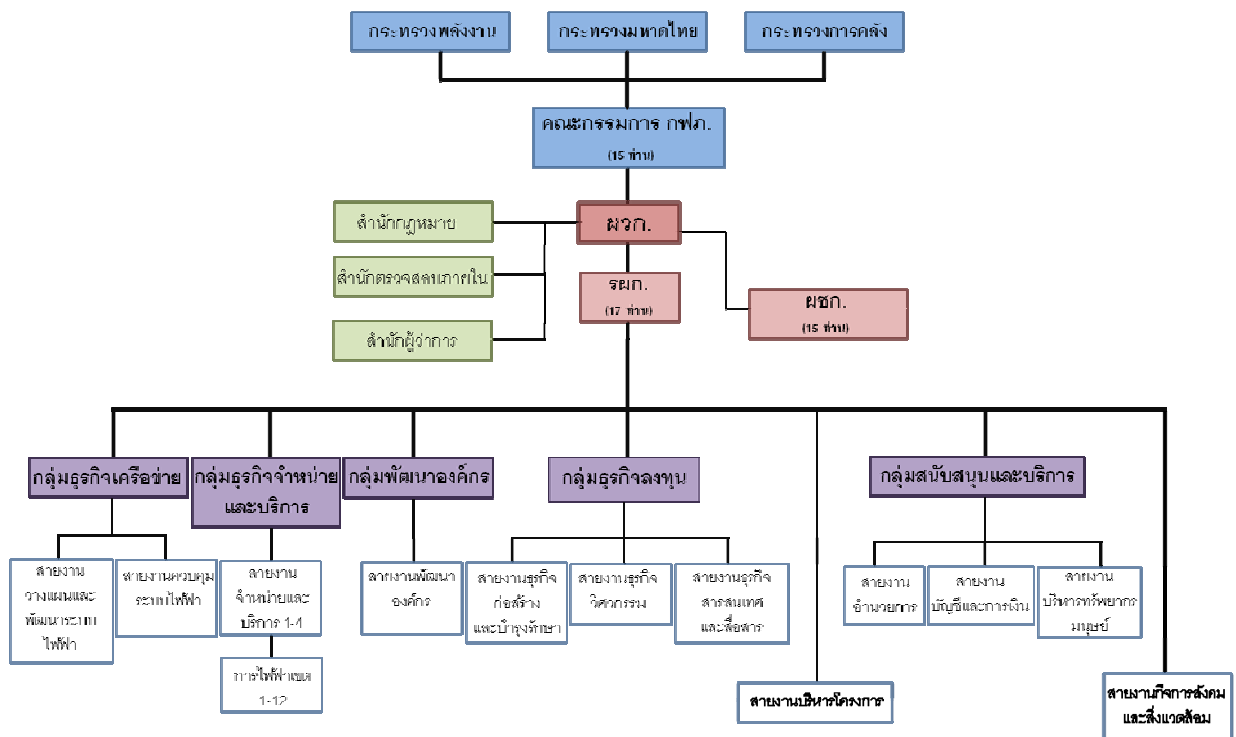 กระทรวงพลังงาน
กระทรวงมหาดไทย
กระทรวงการคลัง
คณะกรรมการ กฟภ.
(15 ท่าน)
ผวก.
สำนักกฎหมาย
สำนักตรวจสอบภายใน
สำนักผู้ว่าการ
รผก.
(17 ท่าน)
ผชก.
(15 ท่าน)
กลุ่มธุรกิจเครือข่าย
กลุ่มธุรกิจจำหน่าย
และบริการ
กลุ่มพัฒนาองค์กร
กลุ่มธุรกิจลงทุน
กลุ่มสนับสนุนและบริการ
สายงาน
วางแผนและ
พัฒนาระบบ
ไฟฟ้า
สายงานควบคุม
ระบบไฟฟ้า
สายงาน
จำหน่ายและ
บริการ 1-4
การไฟฟ้าเขต
1-12
สายงานพัฒนา
องค์กร
สายงานธุรกิจ
ก่อสร้าง
และบำรุงรักษา
สายงานธุรกิจ
วิศวกรรม
สายงานธุรกิจ
สารสนเทศ
และสื่อสาร
สายงาน
อำนวยการ
สายงาน
บัญชีและการเงิน
สายงาน
บริหารทรัพยากร
มนุษย์
สายงานบริหารโครงการ
สายงานกิจการสังคม
และสิ่งแวดล้อม